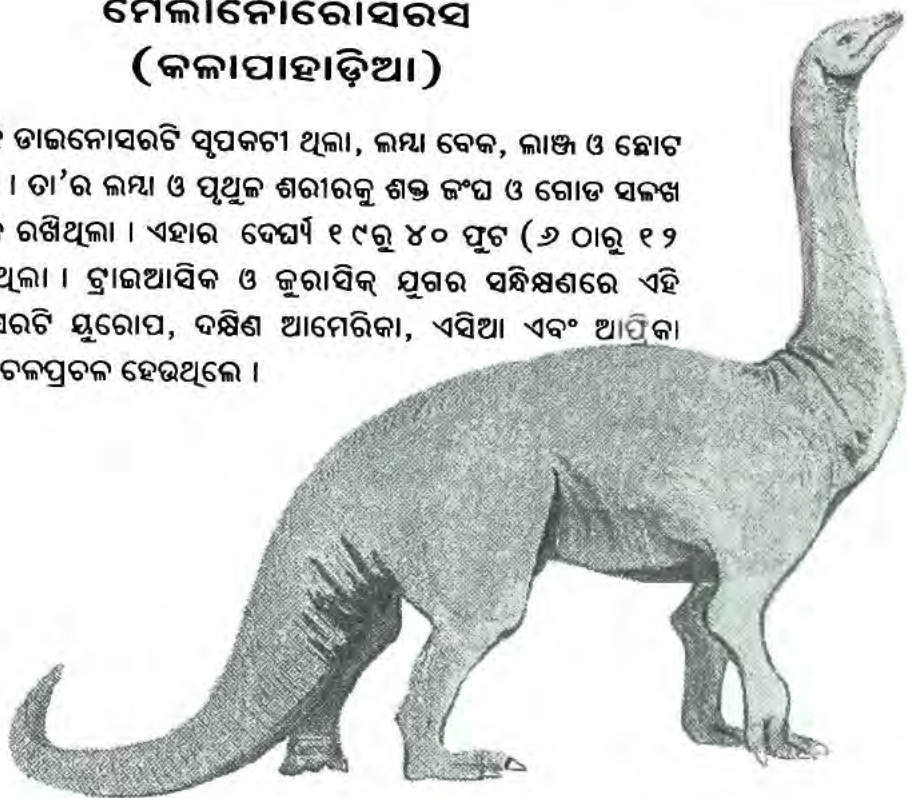 ମେଲାନୋରୋସରସ
(କଳାପାହାଡ଼ିଆ)
ଡାଇନୋସରଟି ସୃପକଟୀ ଥିଲା, ଲମ୍ବା ବେକ, ଲାଞ୍ଜ ଓ ଛୋଟ
। ତା'ର ଲମ୍ବା ଓ ପୃଥୁଳ ଶରୀରକୁ ଶକ୍ତ ଜଂଘ ଓ ଗୋଡ ସଳଖ
ରଖିଥିଲା । ଏହାର ଦେର୍ଘ୍ୟ ୧୯ରୁ ୪୦ ଫୁଟ (୬ ଠାରୁ ୧୨
ଥିଲା । ଟ୍ରାଇଆସିକ ଓ ଜୁରାସିକ୍ ଯୁଗର ସନ୍ଧିକ୍ଷଣରେ ଏହି
ୟୁରୋପ, ଦକ୍ଷିଣ ଆମେରିକା, ଏସିଆ ଏବଂ ଆଫ୍ରିକା
ଚଳପ୍ରଚଳ ହେଉଥିଲେ ।